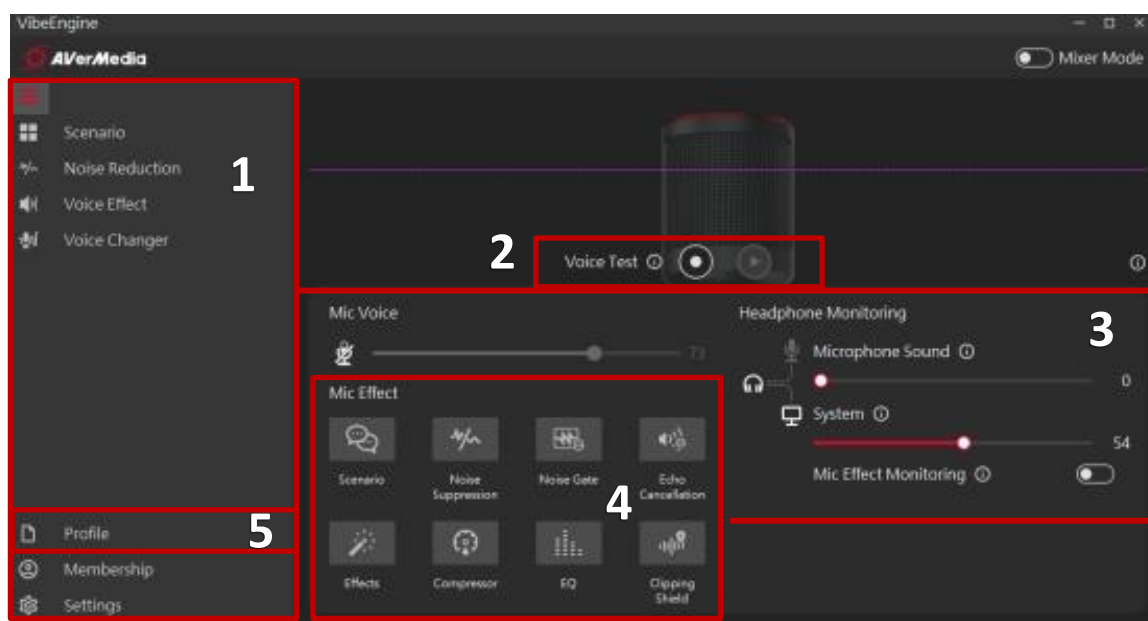 VibeEngine
AVerMedia
Mixer Mode
Scenario
Noise Reduction
Voice Effect
Voice Changer
1
2
Voice Test
Mic Voice
73
Headphone Monitoring
3
Microphone Sound
0
System
54
Mic Effect Monitoring
Mic Effect
Scenario
Noise
Suppression
Noise Gate
Echo
Cancellation
4
Effects
Compressor
EQ
Clipping
Shield
Profile
5
Membership
Settings